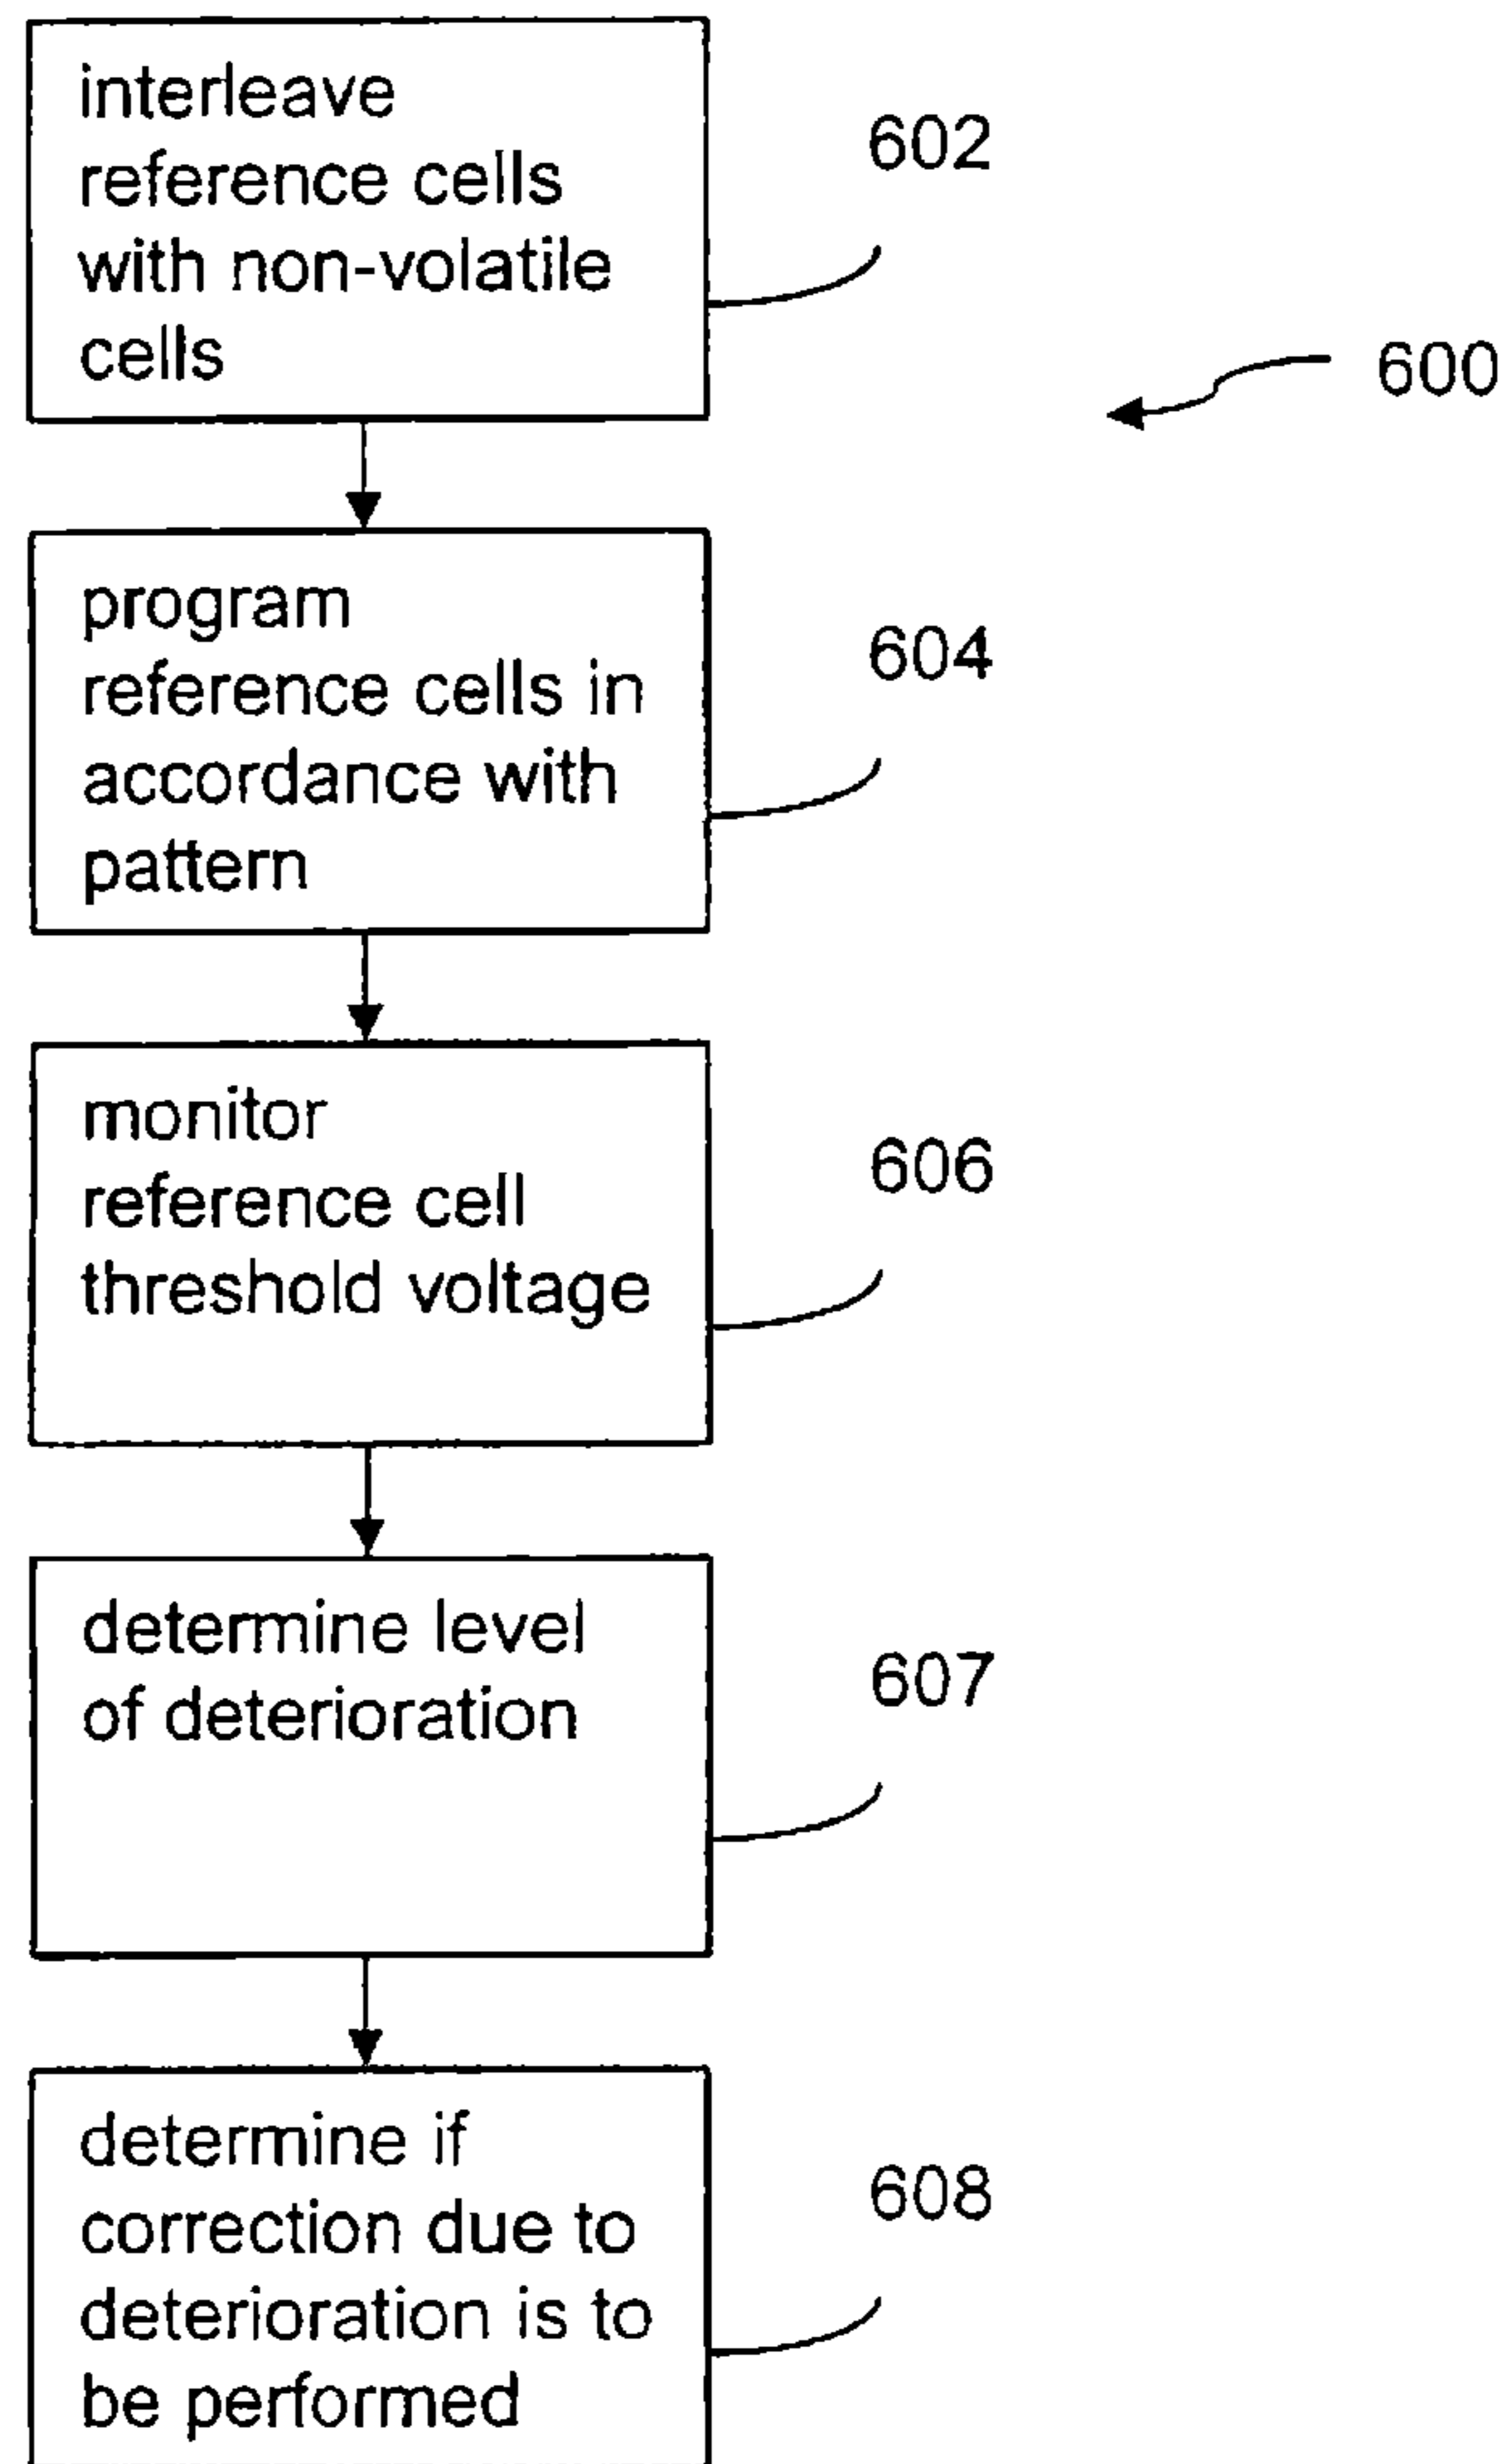 interleave
reference cells
with non-volatile
cells
602
600
program
reference cells in
accordance with
pattern
604
monitor
reference cell
threshold voltage
606
determine level
of deterioration
607
determine if
correction due to
deterioration is to
be performed
608